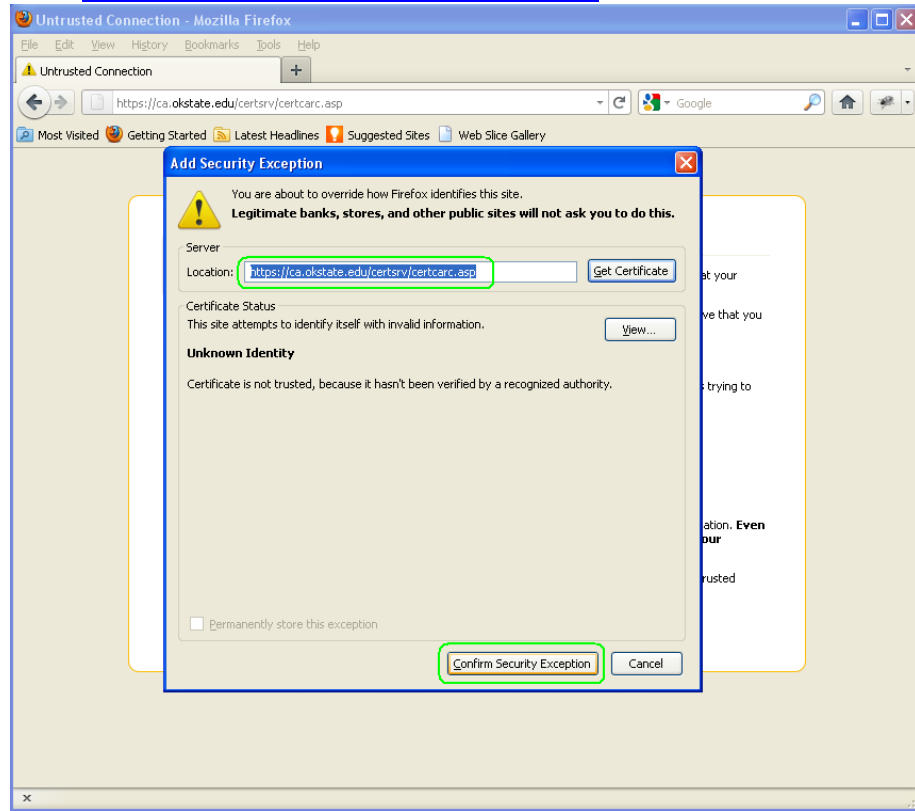 Untrusted Connection - Mozilla Firefox
File Edit View History Bookmarks Tools Help
Untrusted Connection
https://ca.okstate.edu/certsrv/certcarc.asp
Google
Most Visited Getting Started Latest Headlines Suggested Sites Web Slice Gallery
Add Security Exception
You are about to override how Firefox identifies this site.
Legitimate banks, stores, and other public sites will not ask you to do this.
Server
Location: https://ca.okstate.edu/certsrv/certcarc.asp Get Certificate
at your
Certificate Status
This site attempts to identify itself with invalid information. View...
ve that you
Unknown Identity
Certificate is not trusted, because it hasn't been verified by a recognized authority.
trying to
ation. Even
our
rusted
Permanently store this exception
Confirm Security Exception Cancel
x